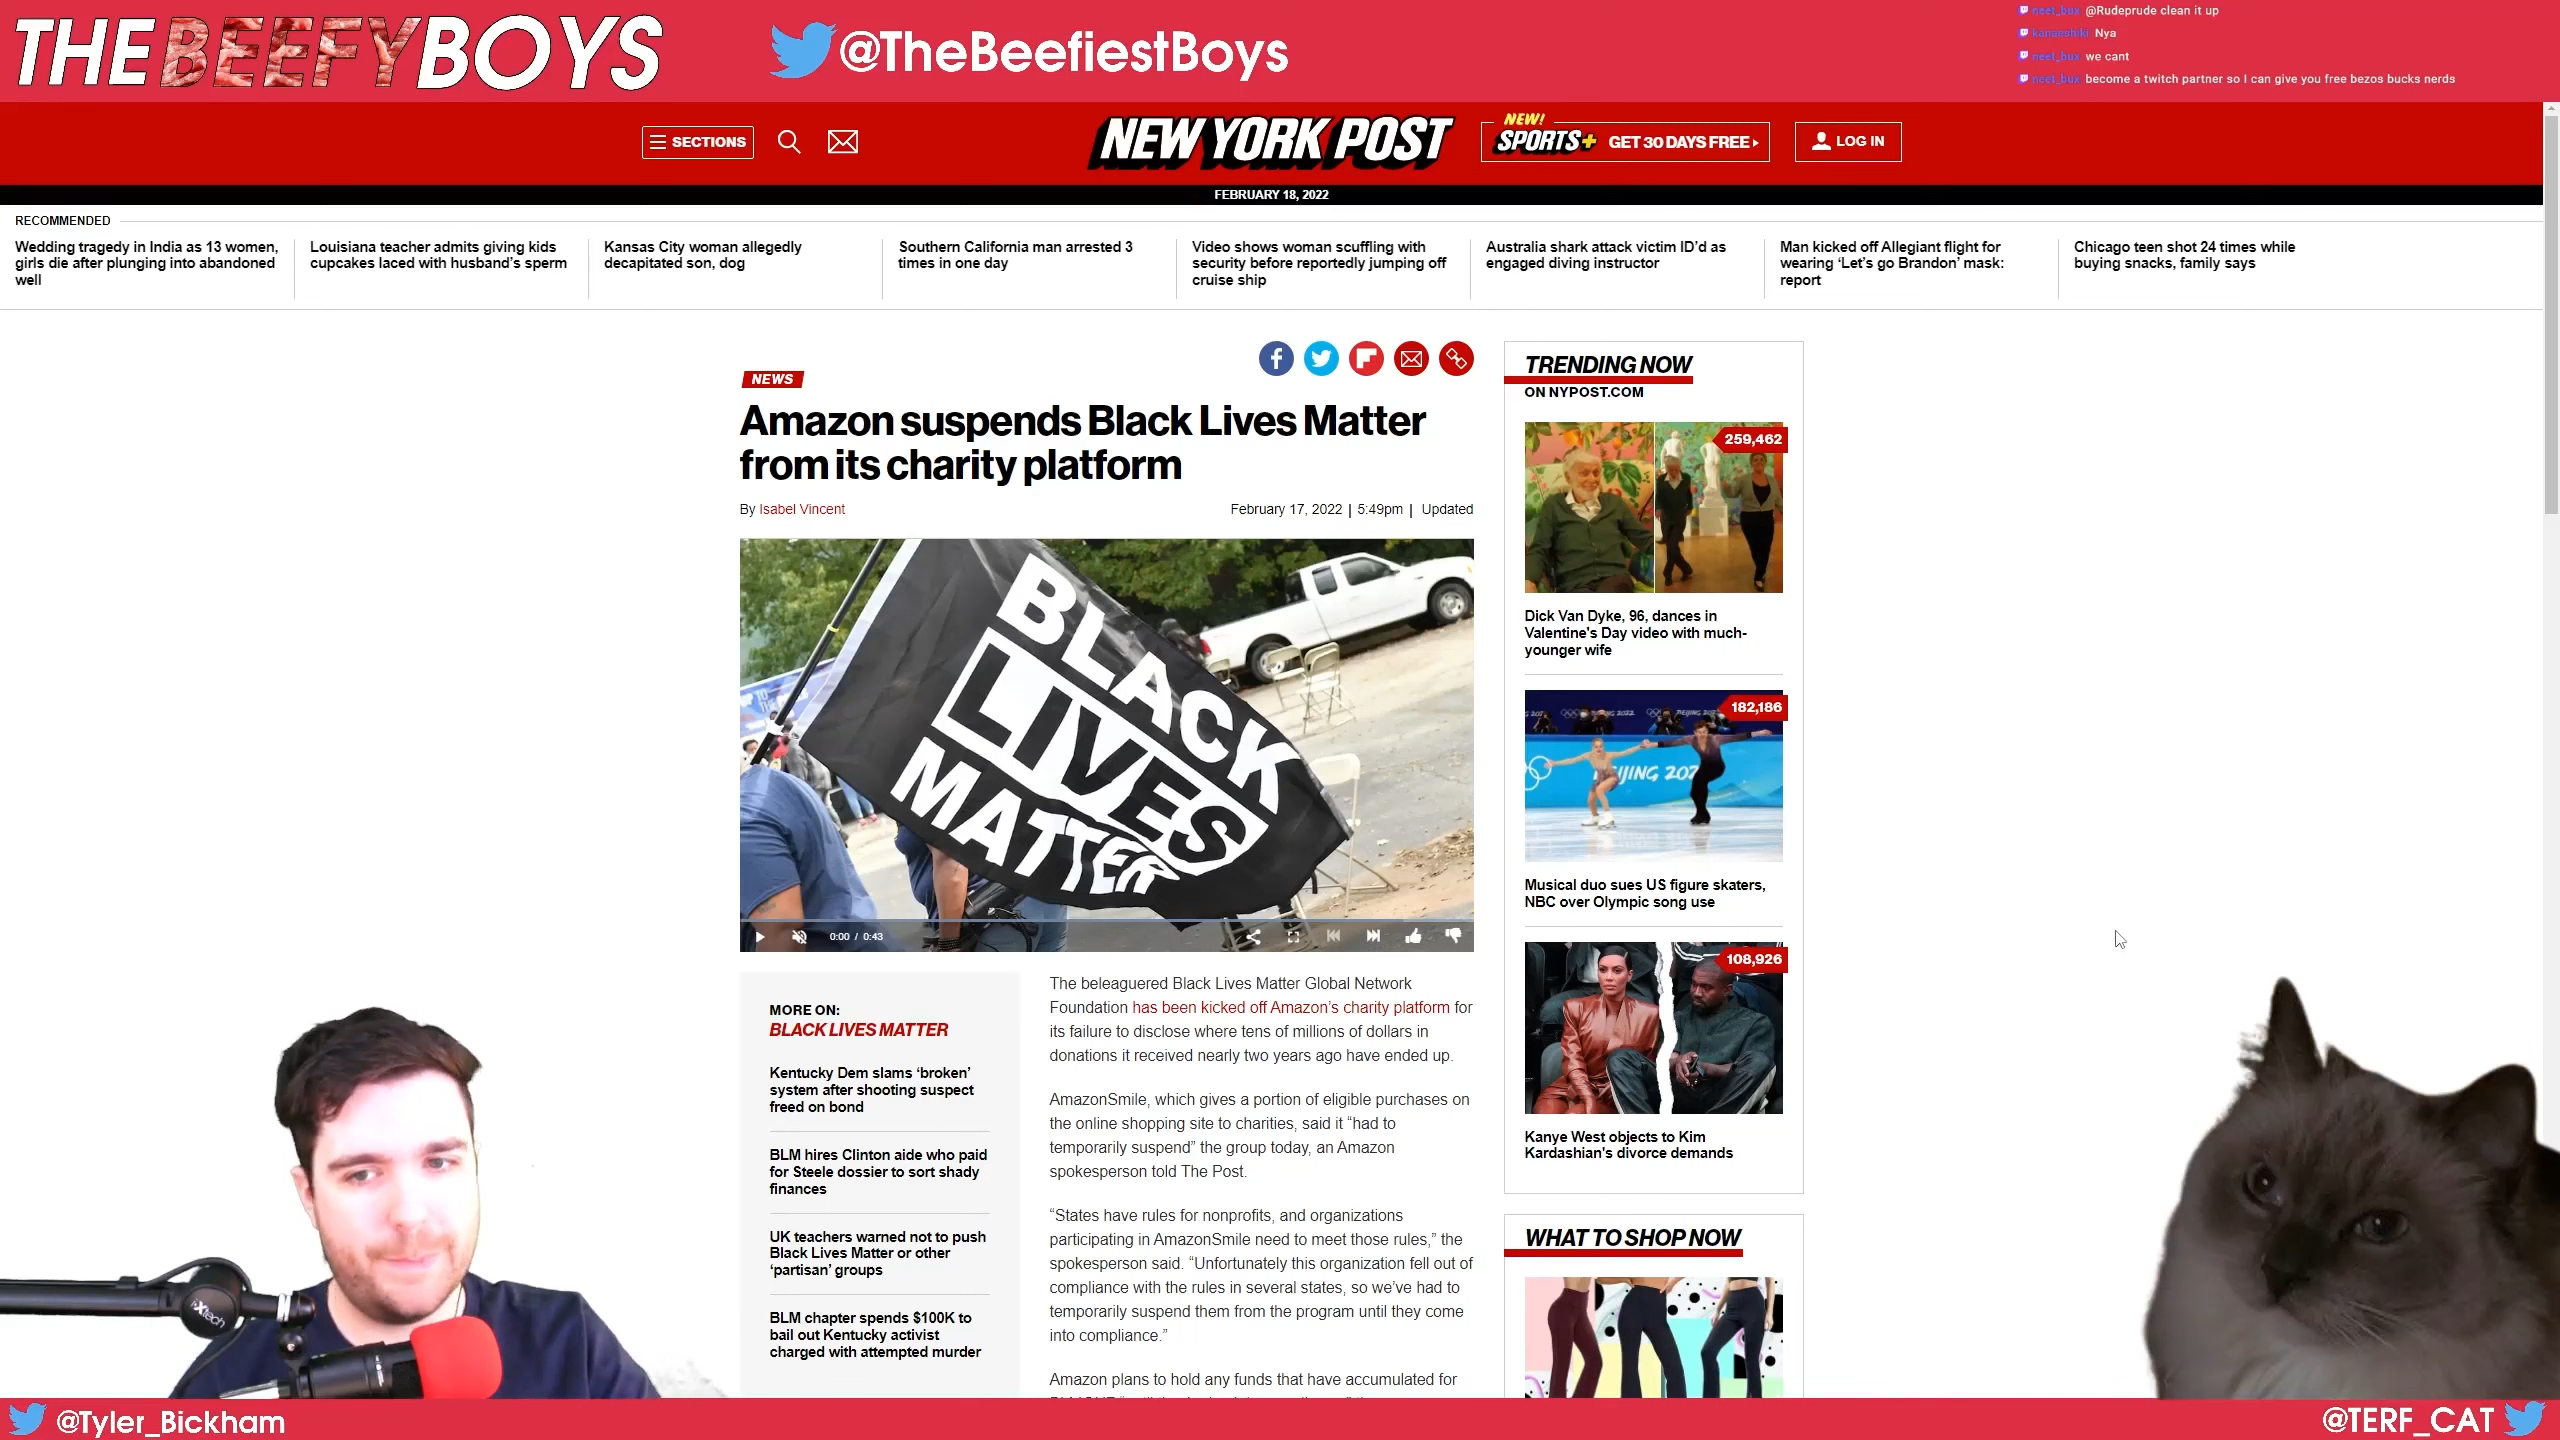 THE BEEFY BOYS
@TheBeefiestBoys
neet_bux @Rudeprude clean it up
kanaeshiki Nya
neet_bux we cant
neet_bux become a twitch partner so I can give you free bezos bucks nerds
SECTIONS
NEW YORK POST
NEW!
SPORTS+ GET 30 DAYS FREE
LOG IN
FEBRUARY 18, 2022
RECOMMENDED
Wedding tragedy in India as 13 women,
girls die after plunging into abandoned
well
Louisiana teacher admits giving kids
cupcakes laced with husband's sperm
Kansas City woman allegedly
decapitated son, dog
Southern California man arrested 3
times in one day
Video shows woman scuffling with
security before reportedly jumping off
cruise ship
Australia shark attack victim ID'd as
engaged diving instructor
Man kicked off Allegiant flight for
wearing 'Let's go Brandon' mask:
report
Chicago teen shot 24 times while
buying snacks, family says
NEWS
Amazon suspends Black Lives Matter
from its charity platform
By Isabel Vincent
February 17, 2022 | 5:49pm | Updated
BLACK
LIVES
MATTER
0:00 / 0:43
MORE ON:
BLACK LIVES MATTER
Kentucky Dem slams 'broken'
system after shooting suspect
freed on bond
BLM hires Clinton aide who paid
for Steele dossier to sort shady
finances
UK teachers warned not to push
Black Lives Matter or other
'partisan' groups
BLM chapter spends $100K to
bail out Kentucky activist
charged with attempted murder
The beleaguered Black Lives Matter Global Network
Foundation has been kicked off Amazon's charity platform for
its failure to disclose where tens of millions of dollars in
donations it received nearly two years ago have ended up.
AmazonSmile, which gives a portion of eligible purchases on
the online shopping site to charities, said it "had to
temporarily suspend" the group today, an Amazon
spokesperson told The Post.
"States have rules for nonprofits, and organizations
participating in AmazonSmile need to meet those rules," the
spokesperson said. "Unfortunately this organization fell out of
compliance with the rules in several states, so we've had to
temporarily suspend them from the program until they come
into compliance."
Amazon plans to hold any funds that have accumulated for
TRENDING NOW
ON NYPOST.COM
259,462
Dick Van Dyke, 96, dances in
Valentine's Day video with much-
younger wife
182,186
Musical duo sues US figure skaters,
NBC over Olympic song use
108,926
Kanye West objects to Kim
Kardashian's divorce demands
WHAT TO SHOP NOW
@Tyler_Bickham
@TERF_CAT